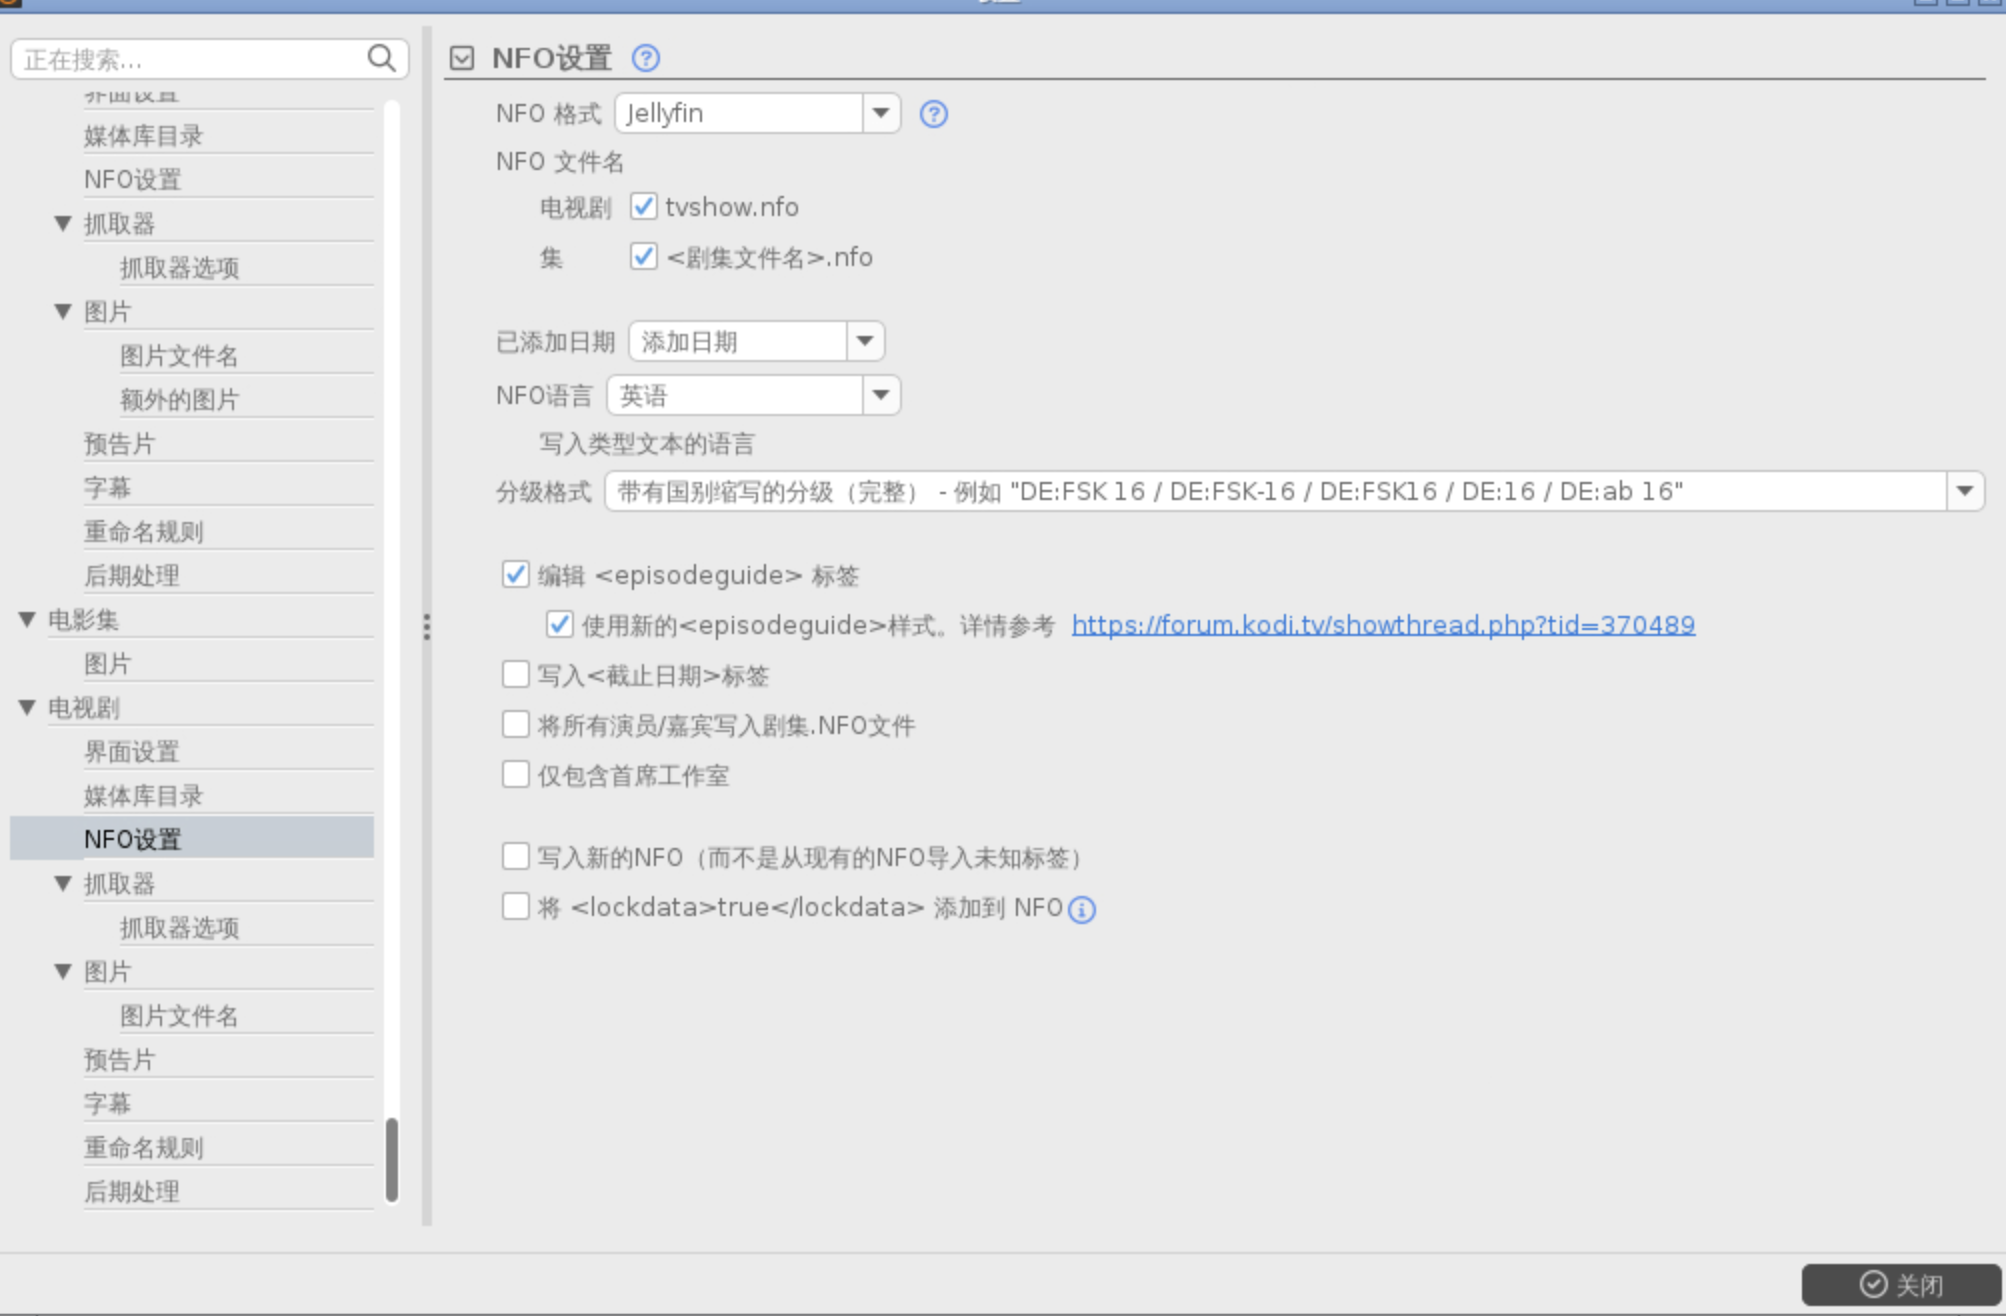 正在搜索...
界面设置
媒体库目录
NFO设置
抓取器
抓取器选项
图片
图片文件名
额外的图片
预告片
字幕
重命名规则
后期处理
电影集
图片
电视剧
界面设置
媒体库目录
NFO设置
抓取器
抓取器选项
图片
图片文件名
预告片
字幕
重命名规则
后期处理
NFO设置
NFO 格式 Jellyfin
NFO 文件名
电视剧 tvshow.nfo
集 <剧集文件名>.nfo
已添加日期 添加日期
NFO语言 英语
写入类型文本的语言
分级格式 带有国别缩写的分级（完整） - 例如 "DE:FSK 16 / DE:FSK-16 / DE:FSK16 / DE:16 / DE:ab 16"
编辑 <episodeguide> 标签
使用新的<episodeguide>样式。详情参考 https://forum.kodi.tv/showthread.php?tid=370489
写入<截止日期>标签
将所有演员/嘉宾写入剧集.NFO文件
仅包含首席工作室
写入新的NFO（而不是从现有的NFO导入未知标签）
将 <lockdata>true</lockdata> 添加到 NFO
关闭